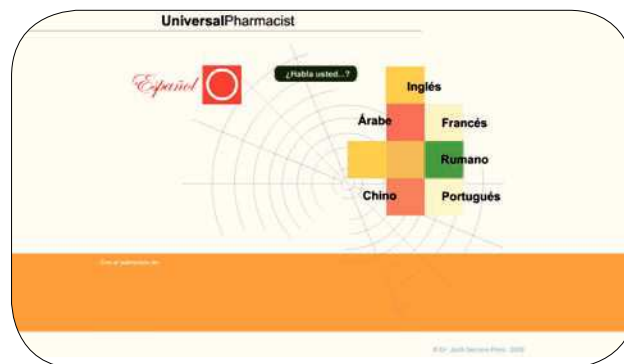 UniversalPharmacist
Español
¿Habla usted...?
Inglés
Árabe
Francés
Rumano
Chino
Portugués